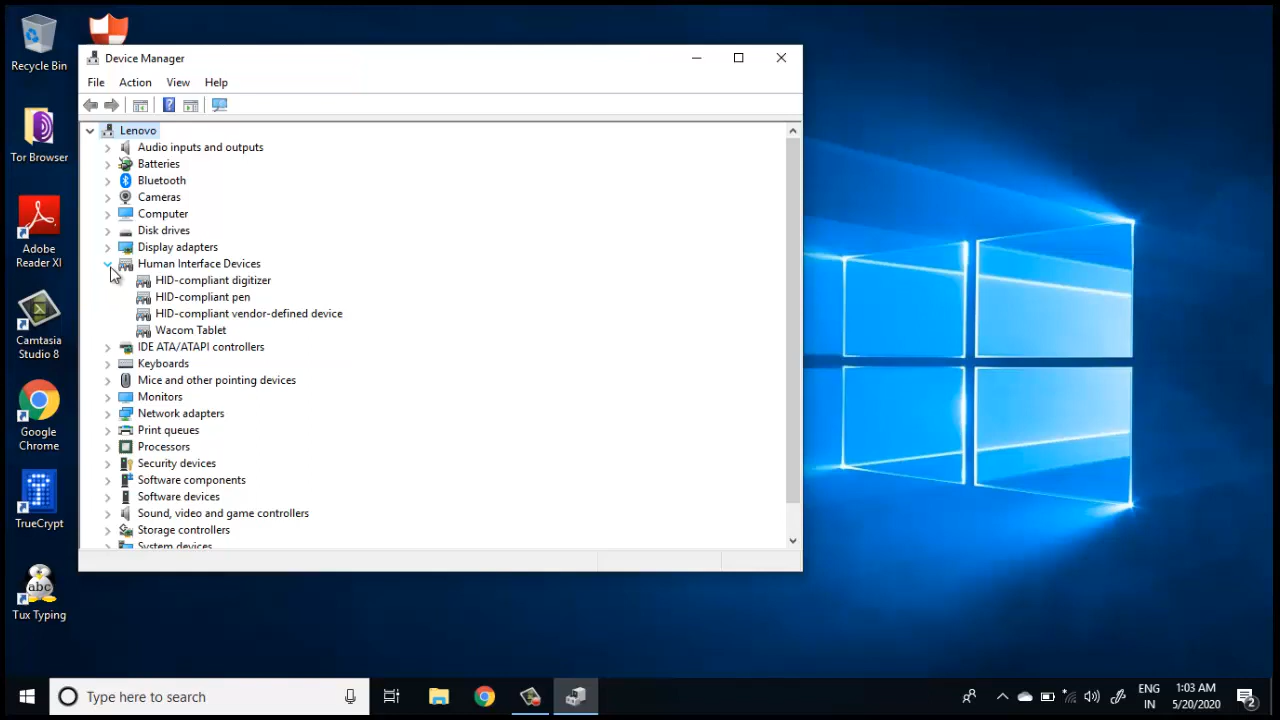 Recycle Bin
Tor Browser
Adobe
Reader XI
Camtasia
Studio 8
Google
Chrome
TrueCrypt
abc
Tux Typing
Device Manager
File Action View Help
Lenovo
Audio inputs and outputs
Batteries
Bluetooth
Cameras
Computer
Disk drives
Display adapters
Human Interface Devices
HID-compliant digitizer
HID-compliant pen
HID-compliant vendor-defined device
Wacom Tablet
IDE ATA/ATAPI controllers
Keyboards
Mice and other pointing devices
Monitors
Network adapters
Print queues
Processors
Security devices
Software components
Software devices
Sound, video and game controllers
Storage controllers
System devices
Type here to search
ENG
IN
1:03 AM
5/20/2020
2